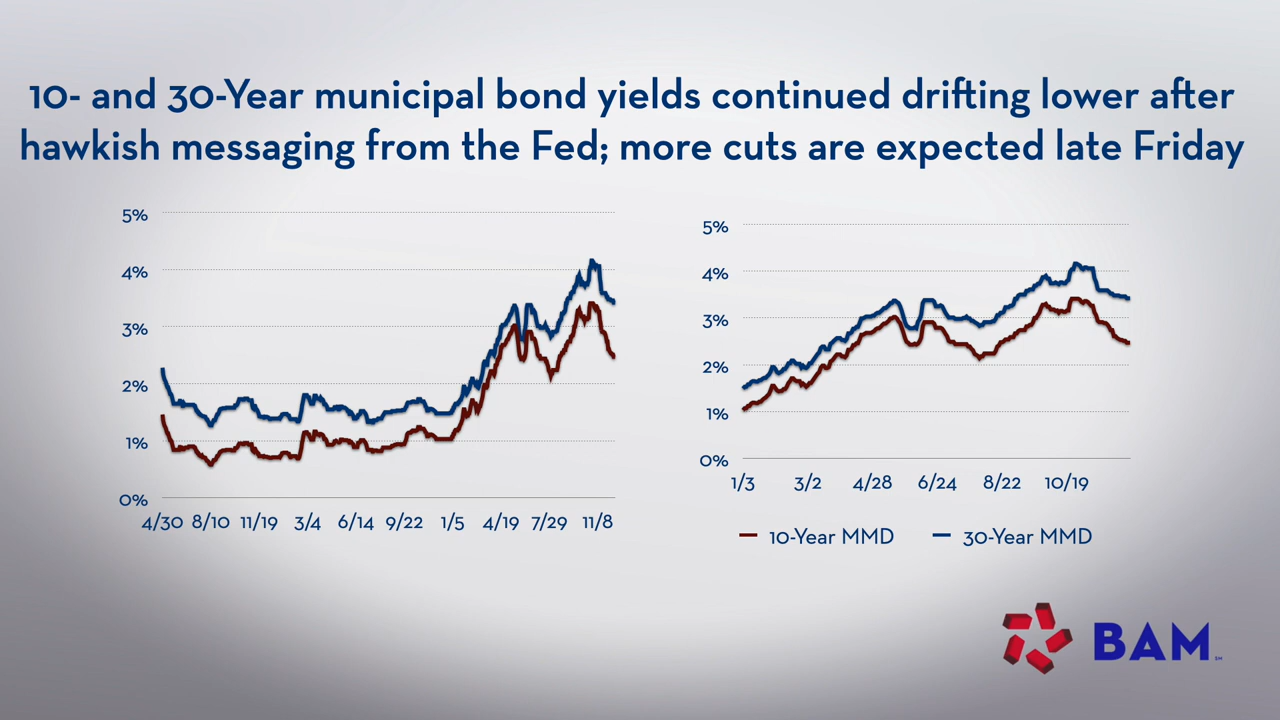 10- and 30-Year municipal bond yields continued drifting lower after
hawkish messaging from the Fed; more cuts are expected late Friday
5%
4%
3%
2%
1%
0%
4/30 8/10 11/19 3/4 6/14 9/22 1/5 4/19 7/29 11/8
5%
4%
3%
2%
1%
0%
1/3 3/2 4/28 6/24 8/22 10/19
10-Year MMD 30-Year MMD
BAM SM